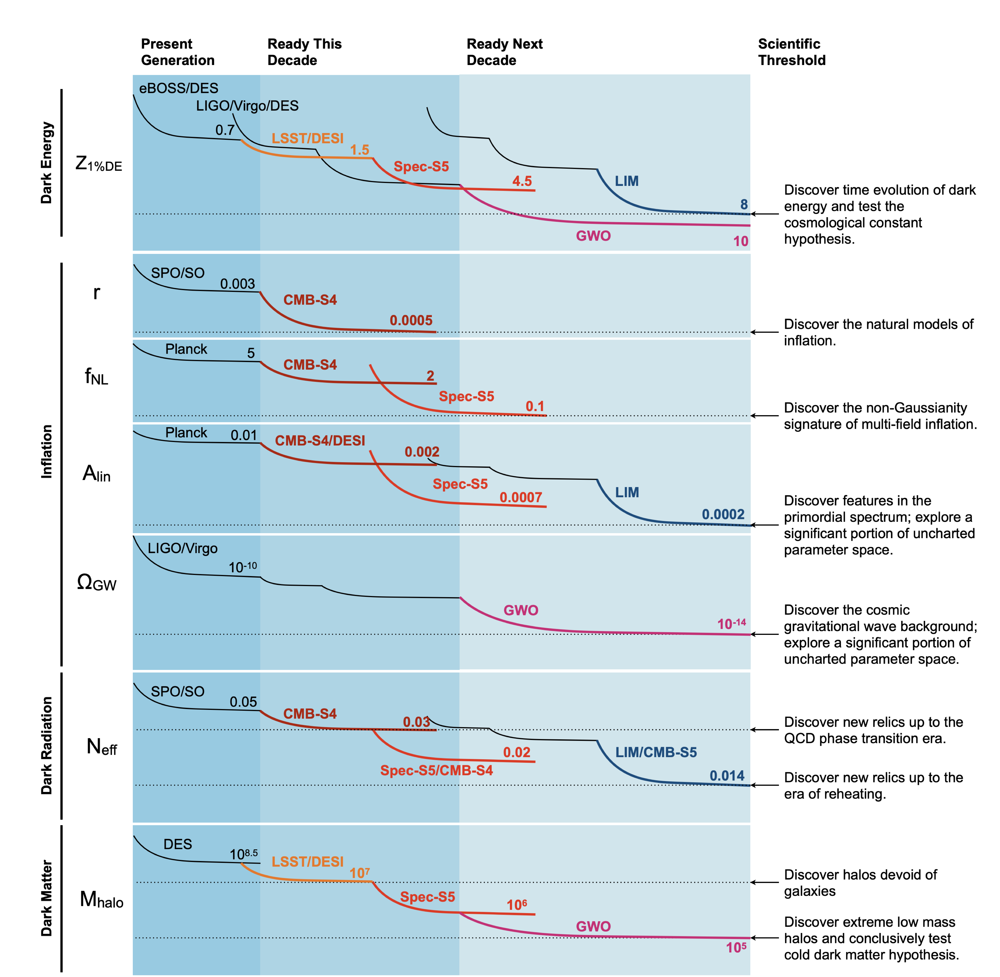 Present
Generation
Ready This
Decade
Ready Next
Decade
Scientific
Threshold
Dark Energy
Z1%DE
eBOSS/DES
LIGO/Virgo/DES
0.7
LSST/DESI
1.5
Spec-S5
4.5
LIM
8
GWO
10
Discover time evolution of dark
energy and test the
cosmological constant
hypothesis.
Inflation
r
SPO/SO
0.003
CMB-S4
0.0005
Discover the natural models of
inflation.
fNL
Planck
5
CMB-S4
2
Spec-S5
0.1
Discover the non-Gaussianity
signature of multi-field inflation.
Alin
Planck
0.01
CMB-S4/DESI
0.002
Spec-S5
0.0007
LIM
0.0002
Discover features in the
primordial spectrum; explore a
significant portion of uncharted
parameter space.
ΩGW
LIGO/Virgo
10-10
GWO
10-14
Discover the cosmic
gravitational wave background;
explore a significant portion of
uncharted parameter space.
Dark Radiation
Neff
SPO/SO
0.05
CMB-S4
0.03
Spec-S5/CMB-S4
0.02
LIM/CMB-S5
0.014
Discover new relics up to the
QCD phase transition era.
Discover new relics up to the
era of reheating.
Dark Matter
Mhalo
DES
108.5
LSST/DESI
107
Spec-S5
106
GWO
105
Discover halos devoid of
galaxies
Discover extreme low mass
halos and conclusively test
cold dark matter hypothesis.